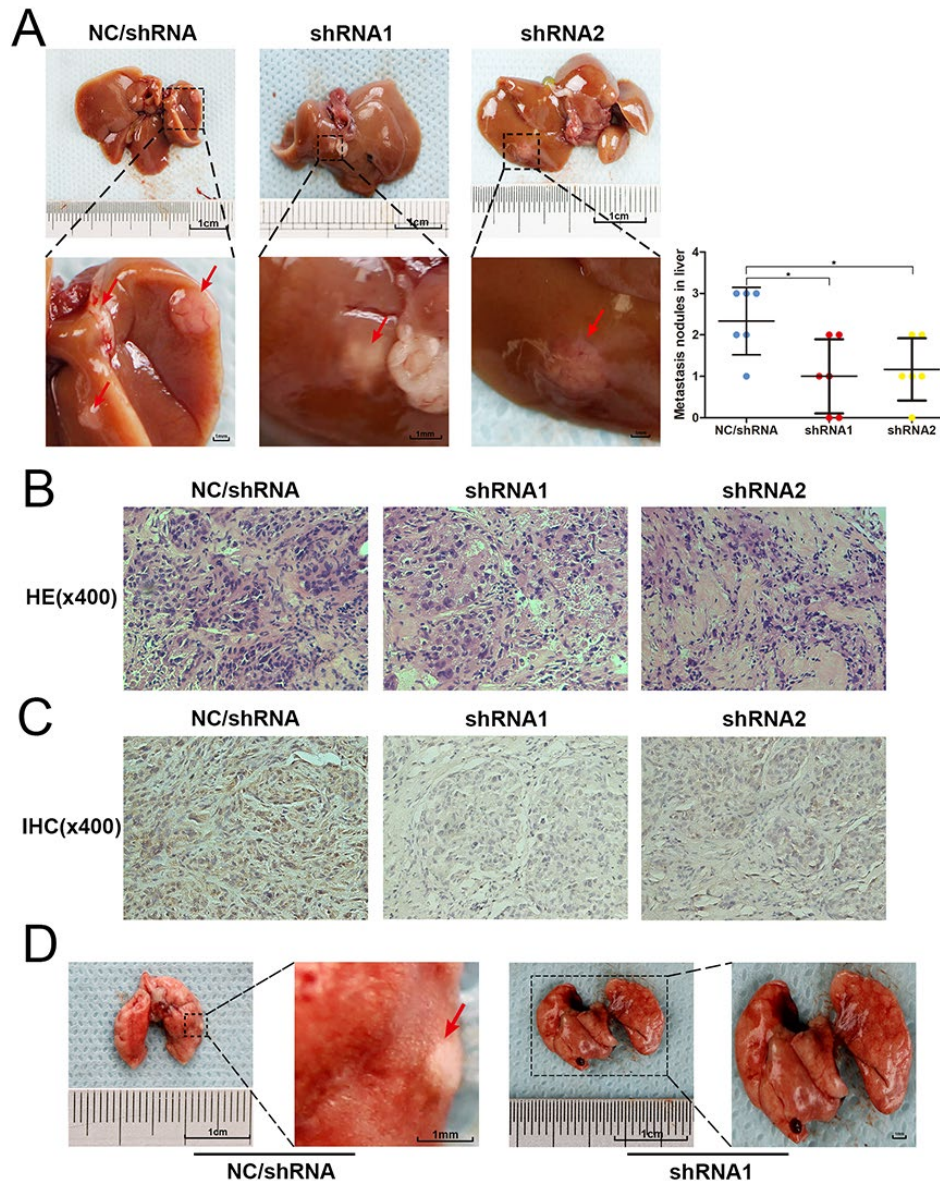 A
NC/shRNA shRNA1 shRNA2
1cm 1cm 1cm
1mm 1mm
Metastasis nodules in liver
4
3
2
1
0
* *
NC/shRNA shRNA1 shRNA2
B
NC/shRNA shRNA1 shRNA2
HE(x400)
C
NC/shRNA shRNA1 shRNA2
IHC(x400)
D
1cm 1mm 1cm
NC/shRNA shRNA1